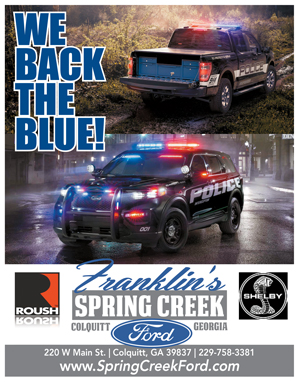 WE
BACK
THE
BLUE!
POLICE
POLICE
001
Franklin's
SPRING CREEK
COLQUITT
GEORGIA
Ford
ROUSH
SHELBY
220 W Main St. | Colquitt, GA 39837 | 229-758-3381
www.SpringCreekFord.com